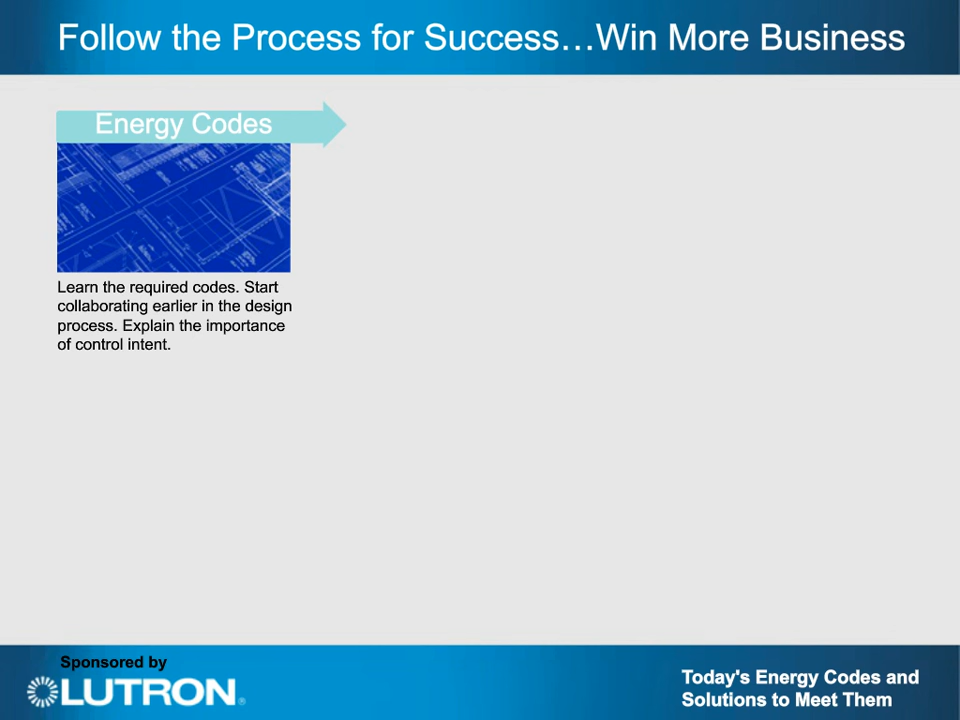 Follow the Process for Success…Win More Business
Energy Codes
Learn the required codes. Start
collaborating earlier in the design
process. Explain the importance
of control intent.
Sponsored by
LUTRON®
Today's Energy Codes and
Solutions to Meet Them